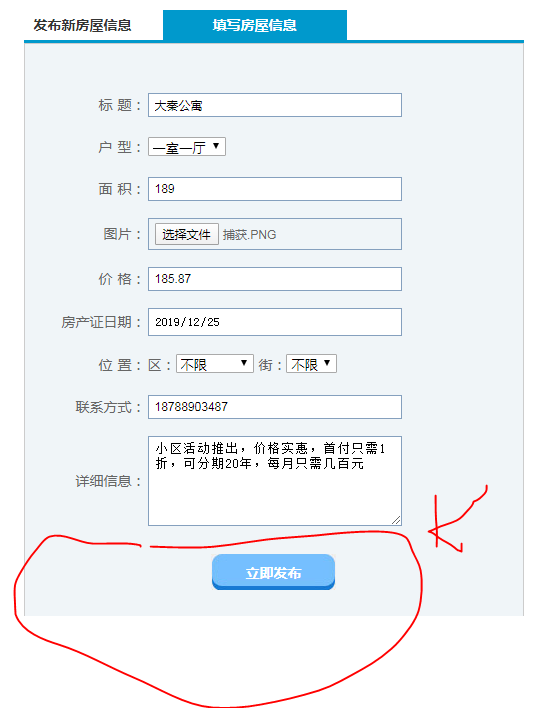 发布新房屋信息 填写房屋信息
标 题： 大秦公寓
户 型： 一室一厅
面 积： 189
图片： 选择文件 捕获.PNG
价 格： 185.87
房产证日期： 2019/12/25
位 置： 区： 不限 街： 不限
联系方式： 18788903487
详细信息： 小区活动推出，价格实惠，首付只需1
折，可分期20年，每月只需几百元
立即发布